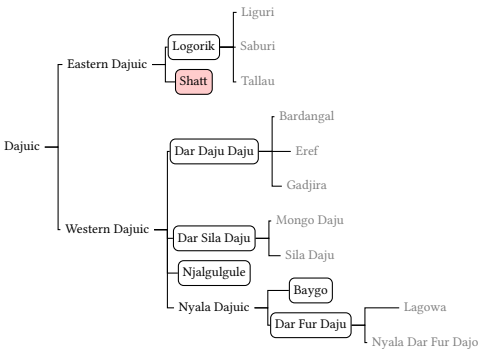 Liguri
Logorik
Saburi
Eastern Dajuic
Shatt
Tallau
Bardangal
Dajuic
Dar Daju Daju
Eref
Gadjira
Mongo Daju
Western Dajuic
Dar Sila Daju
Sila Daju
Njalgulgule
Baygo
Nyala Dajuic
Lagowa
Dar Fur Daju
Nyala Dar Fur Dajo